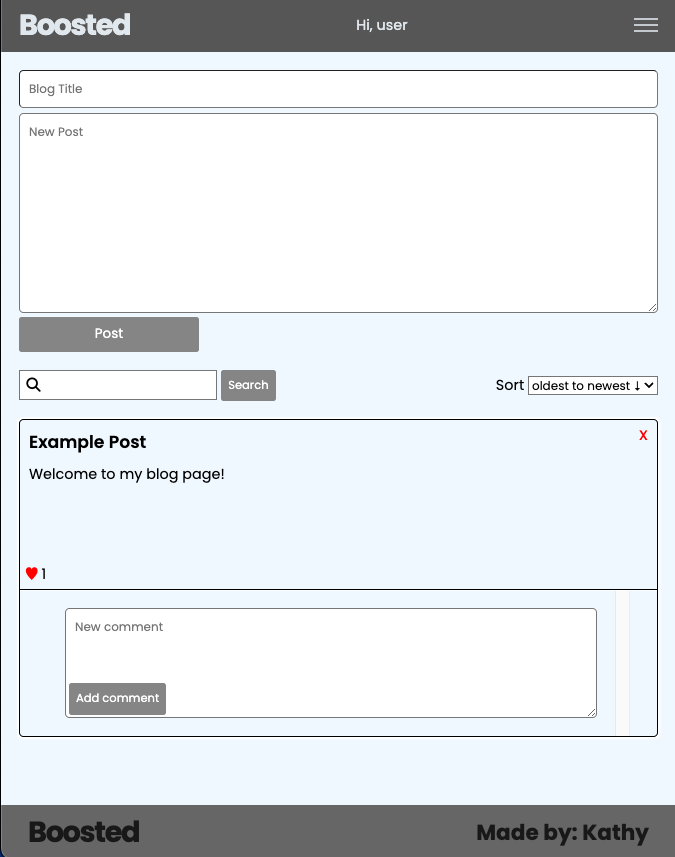 Boosted
Hi, user
Blog Title
New Post
Post
Search
Sort oldest to newest ↓
Example Post
X
Welcome to my blog page!
1
New comment
Add comment
Boosted
Made by: Kathy